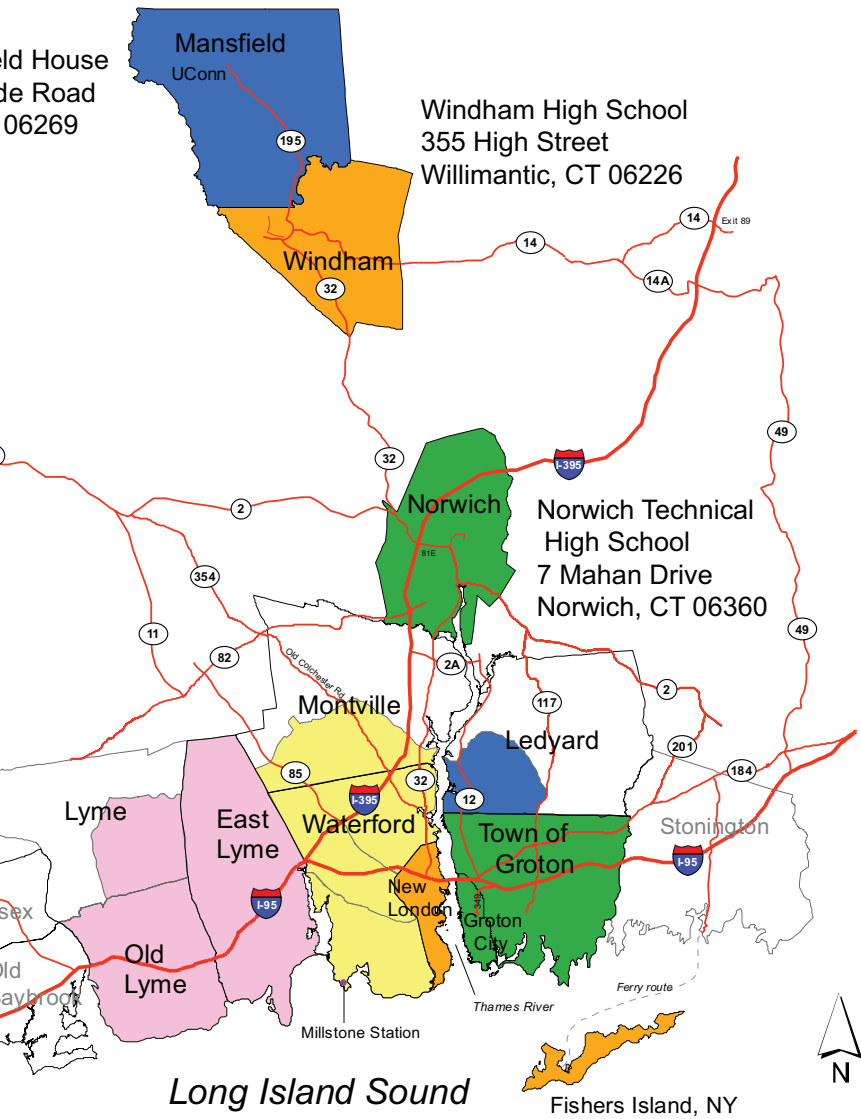 Mansfield
UConn
eld House
de Road
06269
195
Windham High School
355 High Street
Willimantic, CT 06226
14
Exit 89
14
Windham
14A
32
49
32
I-395
2
Norwich
81E
Norwich Technical
High School
7 Mahan Drive
Norwich, CT 06360
354
11
82
49
Old Colchester Rd.
2A
2
117
Montville
Ledyard
201
85
32
184
I-395
12
Lyme
East
Lyme
Waterford
Town of
Groton
Stonington
I-95
New
London
349
Groton
City
I-95
sex
Old
Lyme
Old
Saybrook
Ferry route
Thames River
Millstone Station
N
Long Island Sound
Fishers Island, NY